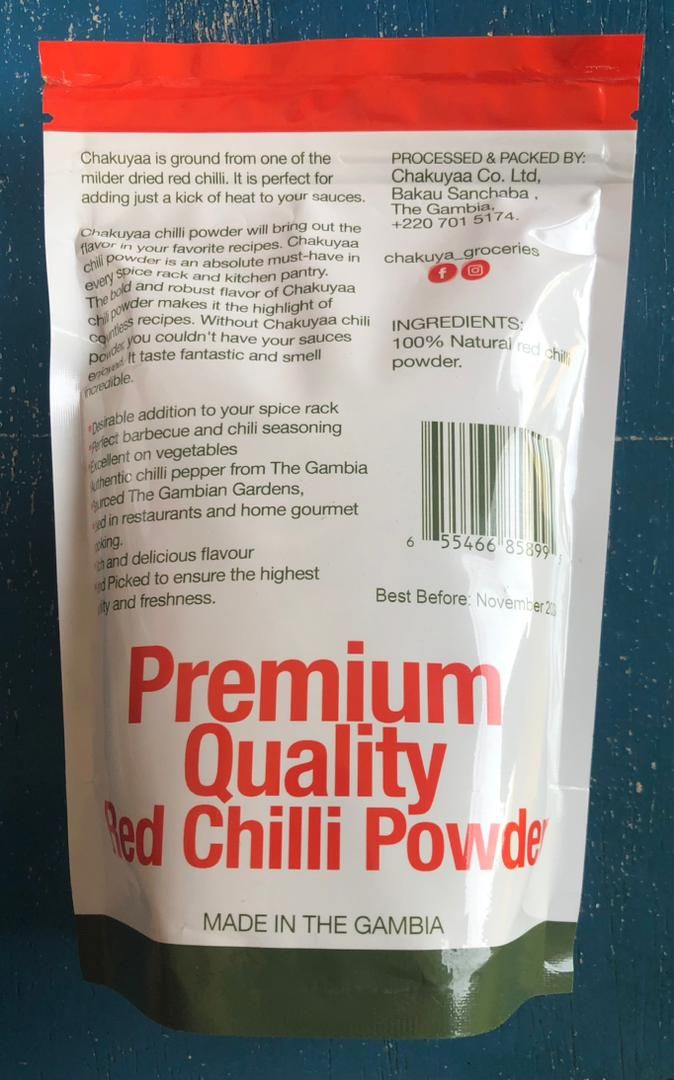 Chakuyaa is ground from one of the
milder dried red chilli. It is perfect for
adding just a kick of heat to your sauces.
Chakuyaa chilli powder will bring out the
flavor in your favorite recipes. Chakuyaa
chili powder is an absolute must-have in
every spice rack and kitchen pantry.
The bold and robust flavor of Chakuyaa
chili powder makes it the highlight of
countless recipes. Without Chakuyaa chili
powder you couldn't have your sauces
enjoyed. It taste fantastic and smell
incredible.
*Desirable addition to your spice rack
*Perfect barbecue and chili seasoning
*Excellent on vegetables
Authentic chilli pepper from The Gambia
The Gambian Gardens,
in restaurants and home gourmet
and delicious flavour
Picked to ensure the highest
and freshness.
PROCESSED & PACKED BY:
Chakuyaa Co. Ltd,
Bakau Sanchaba ,
The Gambia.
+220 701 5174.
chakuya_groceries
INGREDIENTS:
100% Natural red chilli
powder.
6 55466 85899
Best Before: November
Premium
Quality
Red Chilli Powder
MADE IN THE GAMBIA